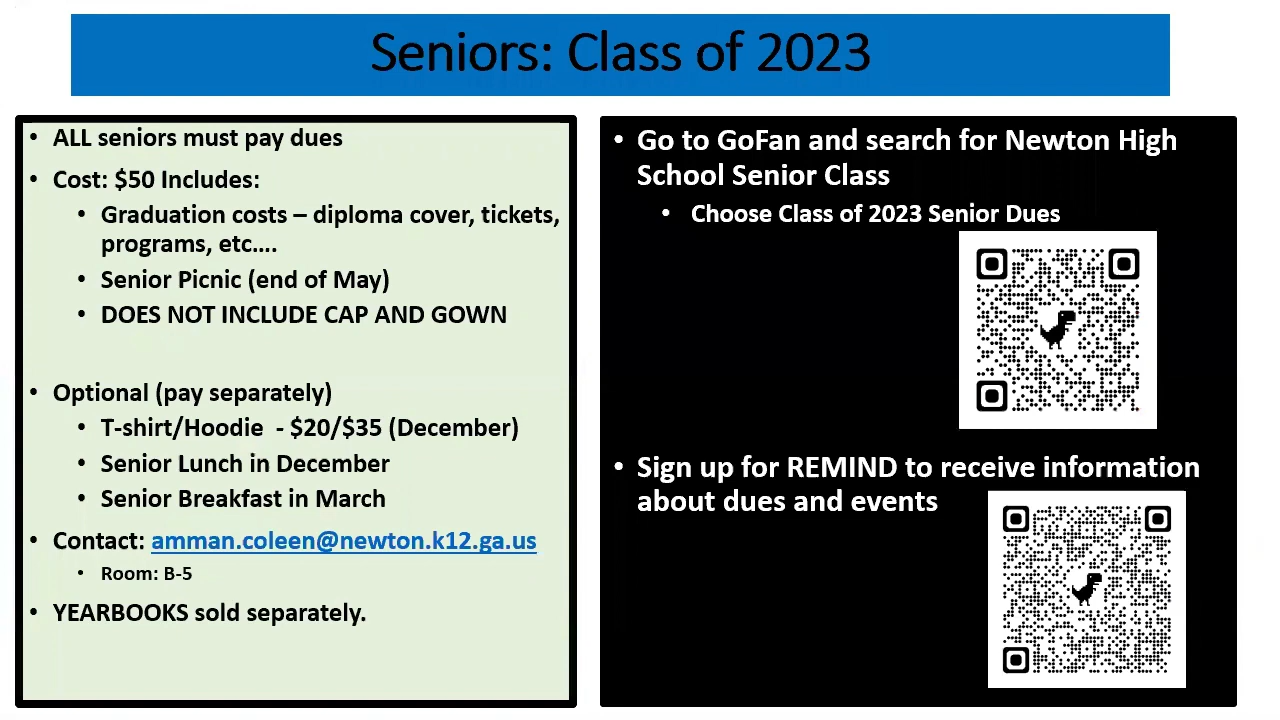 Seniors: Class of 2023
• ALL seniors must pay dues
• Cost: $50 Includes:
• Graduation costs – diploma cover, tickets,
programs, etc….
• Senior Picnic (end of May)
• DOES NOT INCLUDE CAP AND GOWN
• Optional (pay separately)
• T-shirt/Hoodie - $20/$35 (December)
• Senior Lunch in December
• Senior Breakfast in March
• Contact: amman.coleen@newton.k12.ga.us
• Room: B-5
• YEARBOOKS sold separately.
• Go to GoFan and search for Newton High
School Senior Class
• Choose Class of 2023 Senior Dues
• Sign up for REMIND to receive information
about dues and events